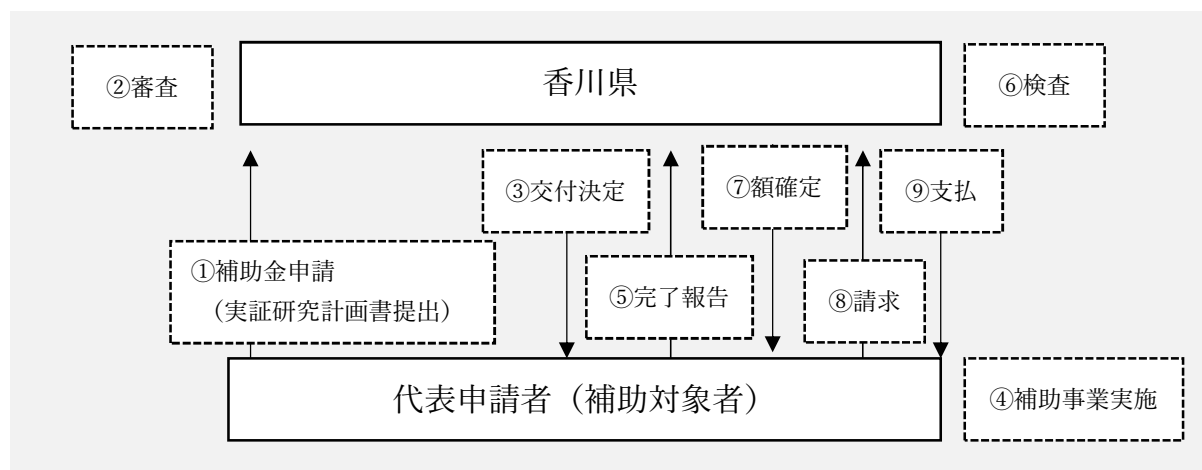 ②審査
香川県
⑥検査
③交付決定
⑦額確定
⑨支払
①補助金申請
（実証研究計画書提出）
⑤完了報告
⑧請求
代表申請者（補助対象者）
④補助事業実施